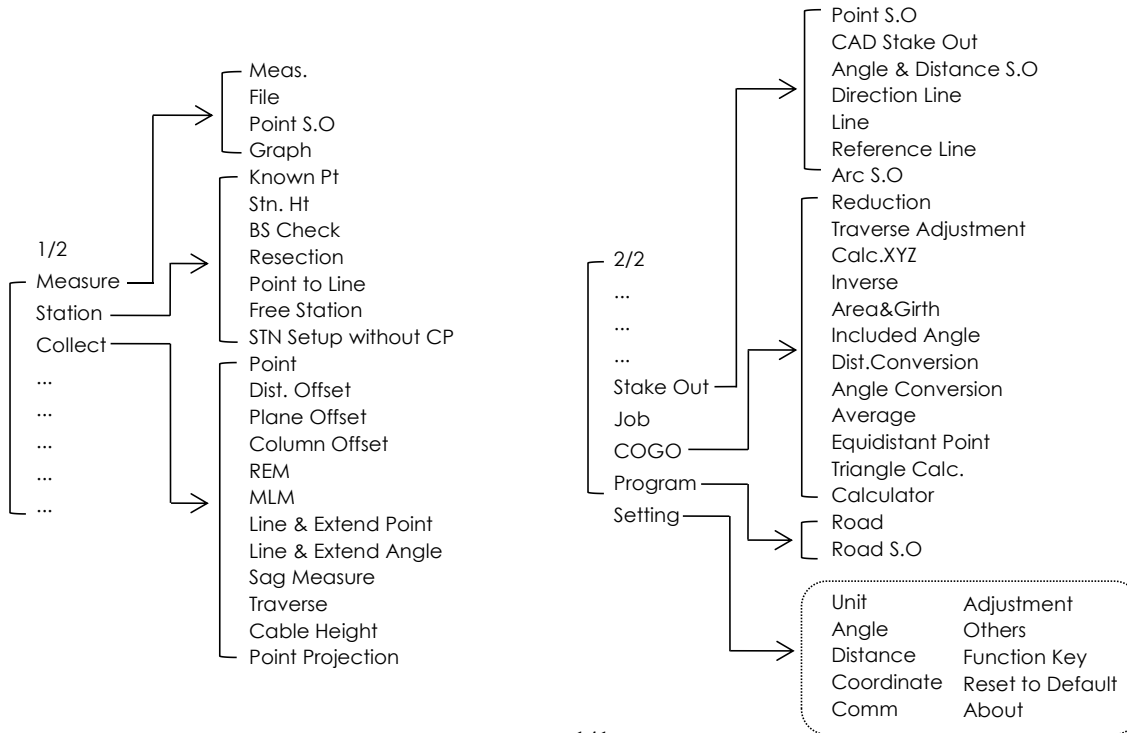 Meas.
File
Point S.O
Graph
Known Pt
Stn. Ht
BS Check
Resection
Point to Line
Free Station
STN Setup without CP
Point
Dist. Offset
Plane Offset
Column Offset
REM
MLM
Line & Extend Point
Line & Extend Angle
Sag Measure
Traverse
Cable Height
Point Projection
1/2
Measure
Station
Collect
...
...
...
...
...
Point S.O
CAD Stake Out
Angle & Distance S.O
Direction Line
Line
Reference Line
Arc S.O
Reduction
Traverse Adjustment
Calc.XYZ
Inverse
Area&Girth
Included Angle
Dist.Conversion
Angle Conversion
Average
Equidistant Point
Triangle Calc.
Calculator
Road
Road S.O
2/2
...
...
...
Stake Out
Job
COGO
Program
Setting
Unit
Angle
Distance
Coordinate
Comm
Adjustment
Others
Function Key
Reset to Default
About